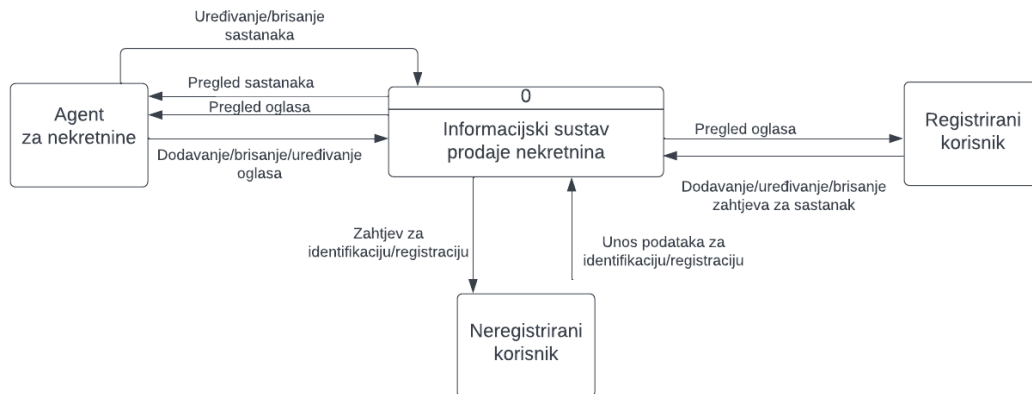 Uređivanje/brisanje
sastanaka
Agent
za nekretnine
Pregled sastanaka
Pregled oglasa
Dodavanje/brisanje/uređivanje
oglasa
0
Informacijski sustav
prodaje nekretnina
Pregled oglasa
Dodavanje/uređivanje/brisanje
zahtjeva za sastanak
Registrirani
korisnik
Zahtjev za
identifikaciju/registraciju
Unos podataka za
identifikaciju/registraciju
Neregistrirani
korisnik